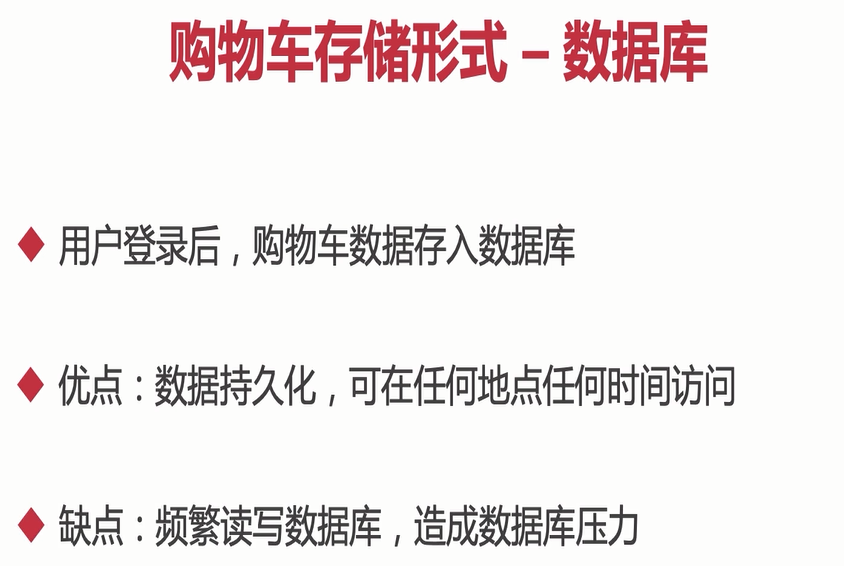 购物车存储形式 – 数据库
用户登录后，购物车数据存入数据库
优点：数据持久化，可在任何地点任何时间访问
缺点：频繁读写数据库，造成数据库压力